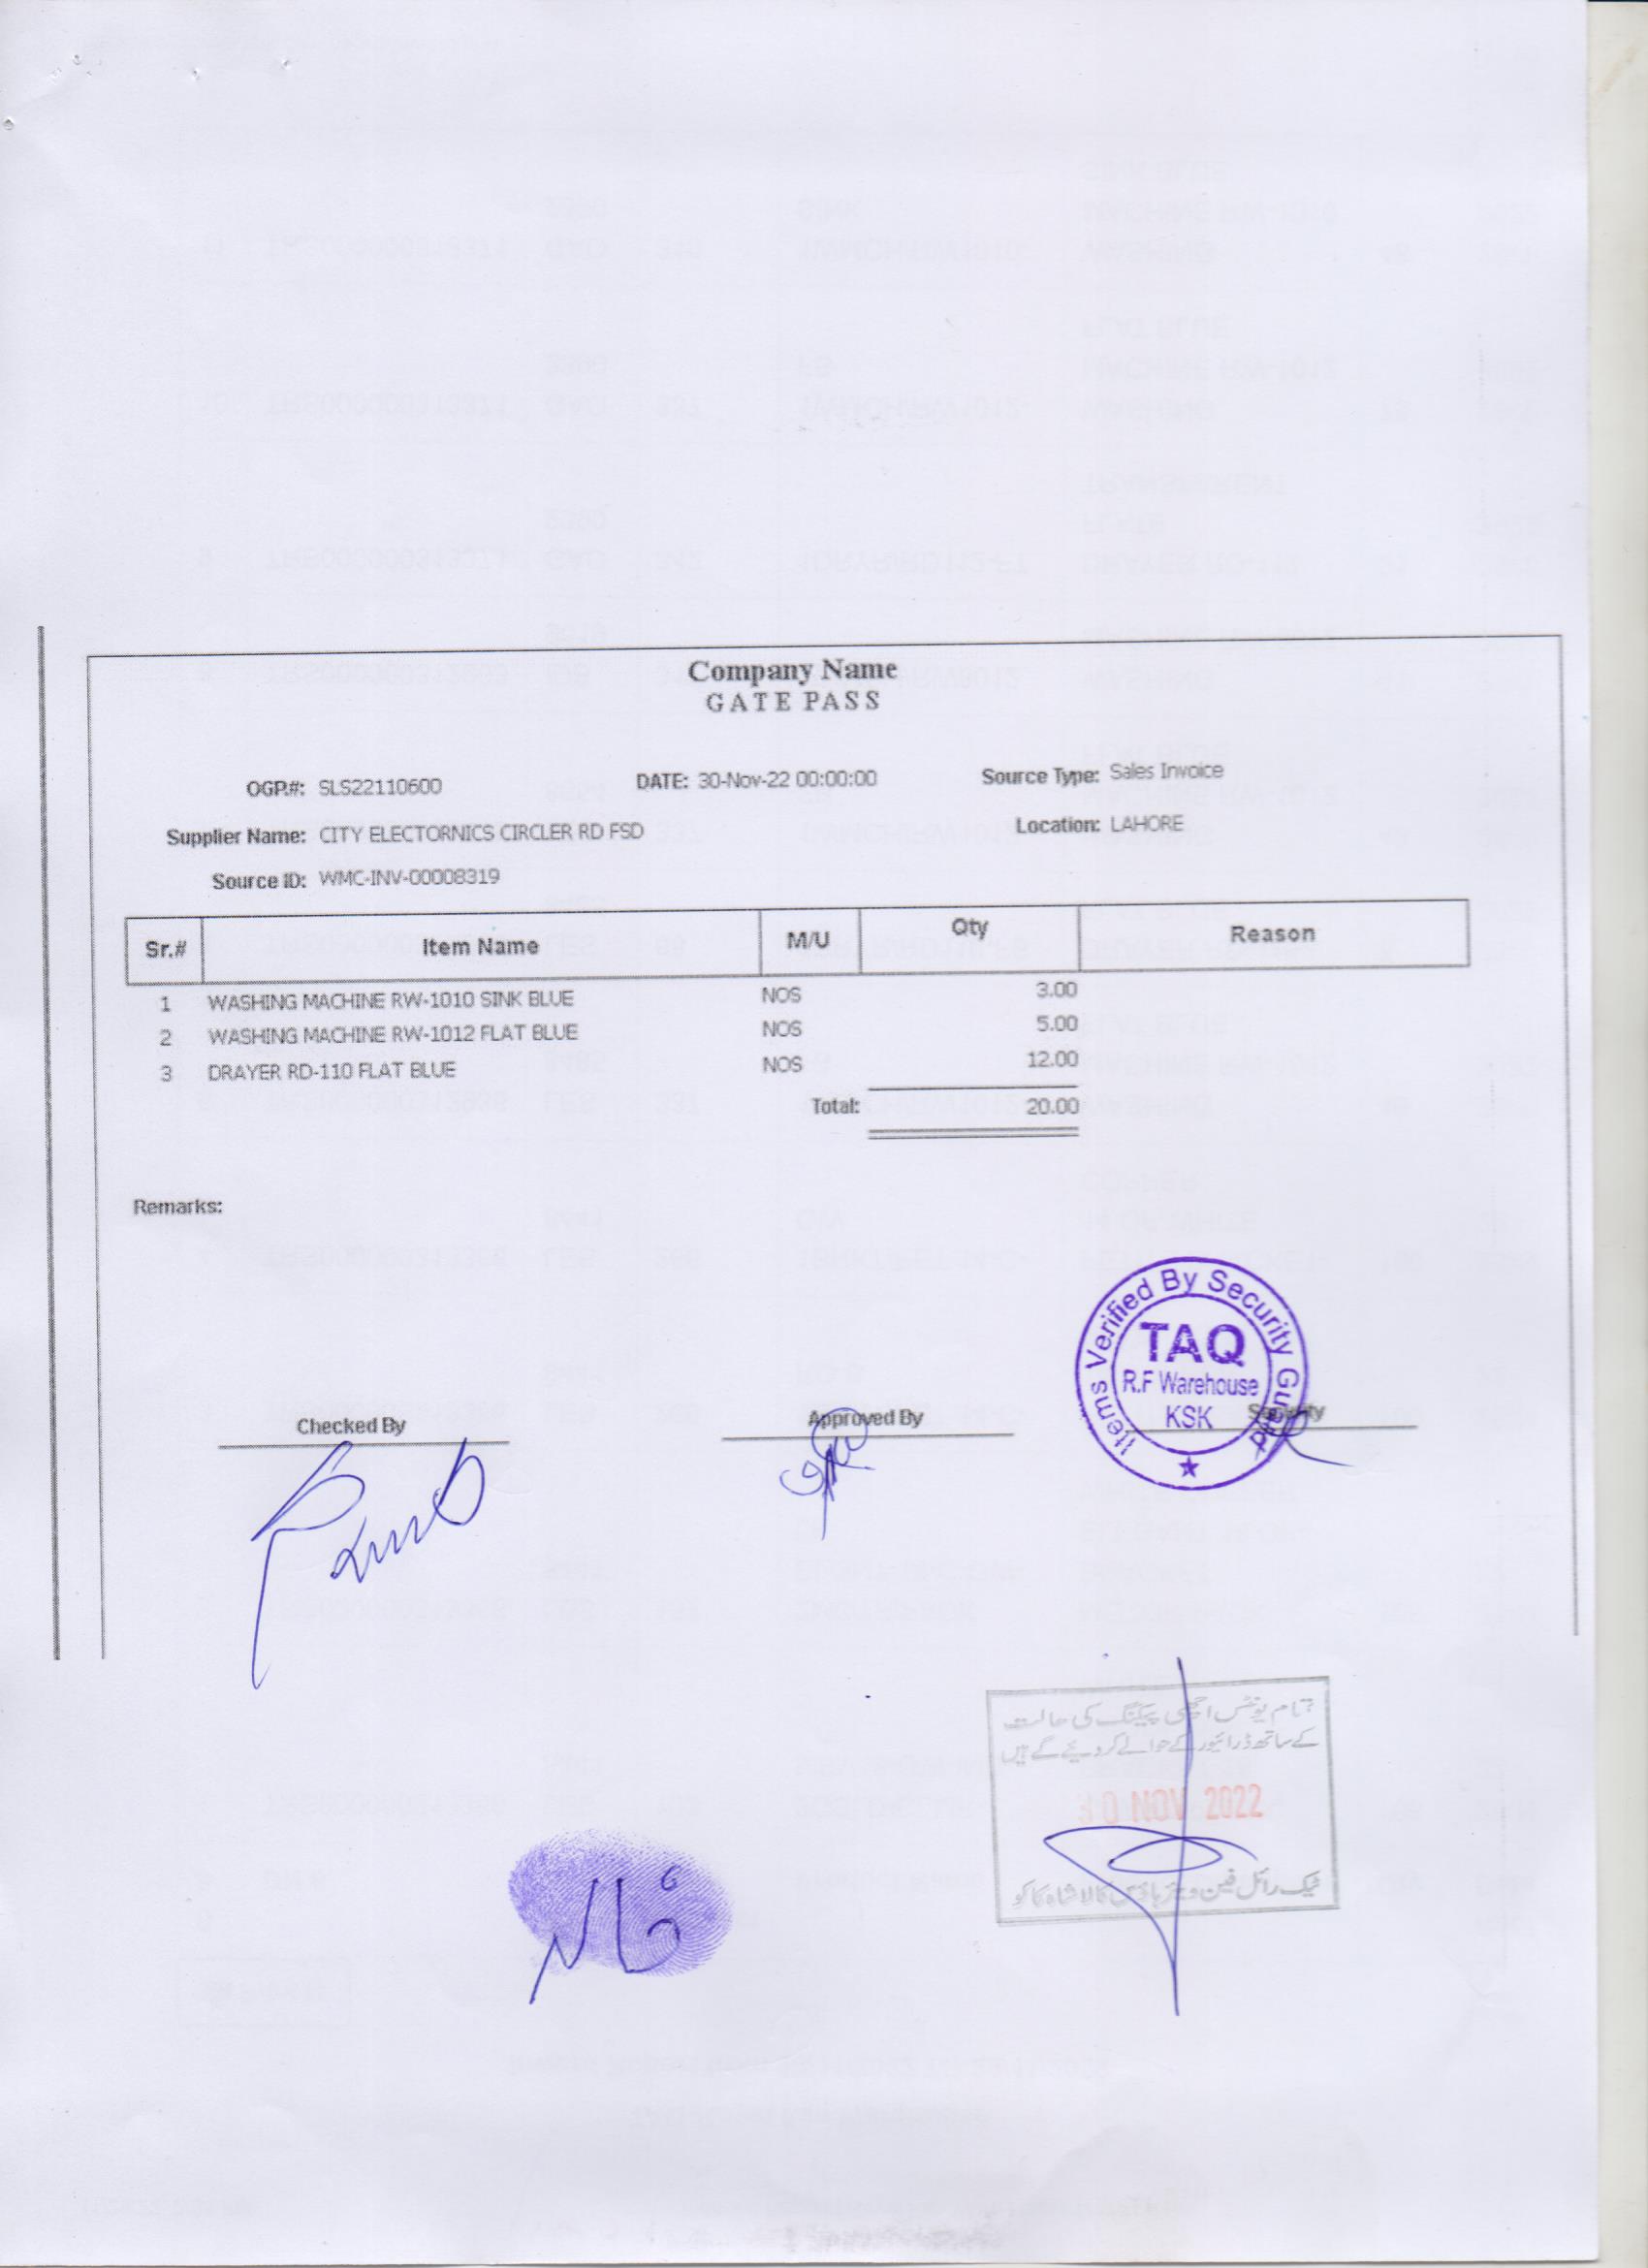 Company Name
GATE PASS
OGP.#: SLS22110600 DATE: 30-Nov-22 00:00:00 Source Type: Sales Invoice
Supplier Name: CITY ELECTORNICS CIRCLER RD FSD Location: LAHORE
Source ID: WMC-INV-00008319
Sr.# Item Name M/U Qty Reason
1 WASHING MACHINE RW-1010 SINK BLUE NOS 3.00
2 WASHING MACHINE RW-1012 FLAT BLUE NOS 5.00
3 DRAYER RD-110 FLAT BLUE NOS 12.00
Total: 20.00
Remarks:
Checked By Approved By Security
Items Verified By Security Guard
TAQ
R.F Warehouse
KSK
تمام یونٹس اچھی پیکنگ کی حالت
کے ساتھ ڈرائیور کے حوالے کر دیئے گے ہیں
30 NOV 2022
ٹیک رائل فین ویئر ہاؤس کالا شاہ کاکو